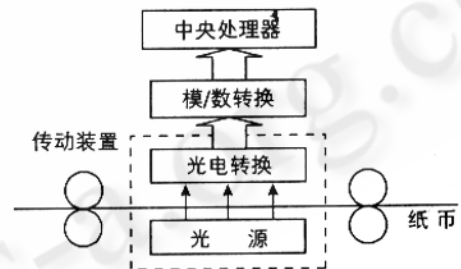 中央处理器
模/数转换
传动装置
光电转换
纸币
光 源